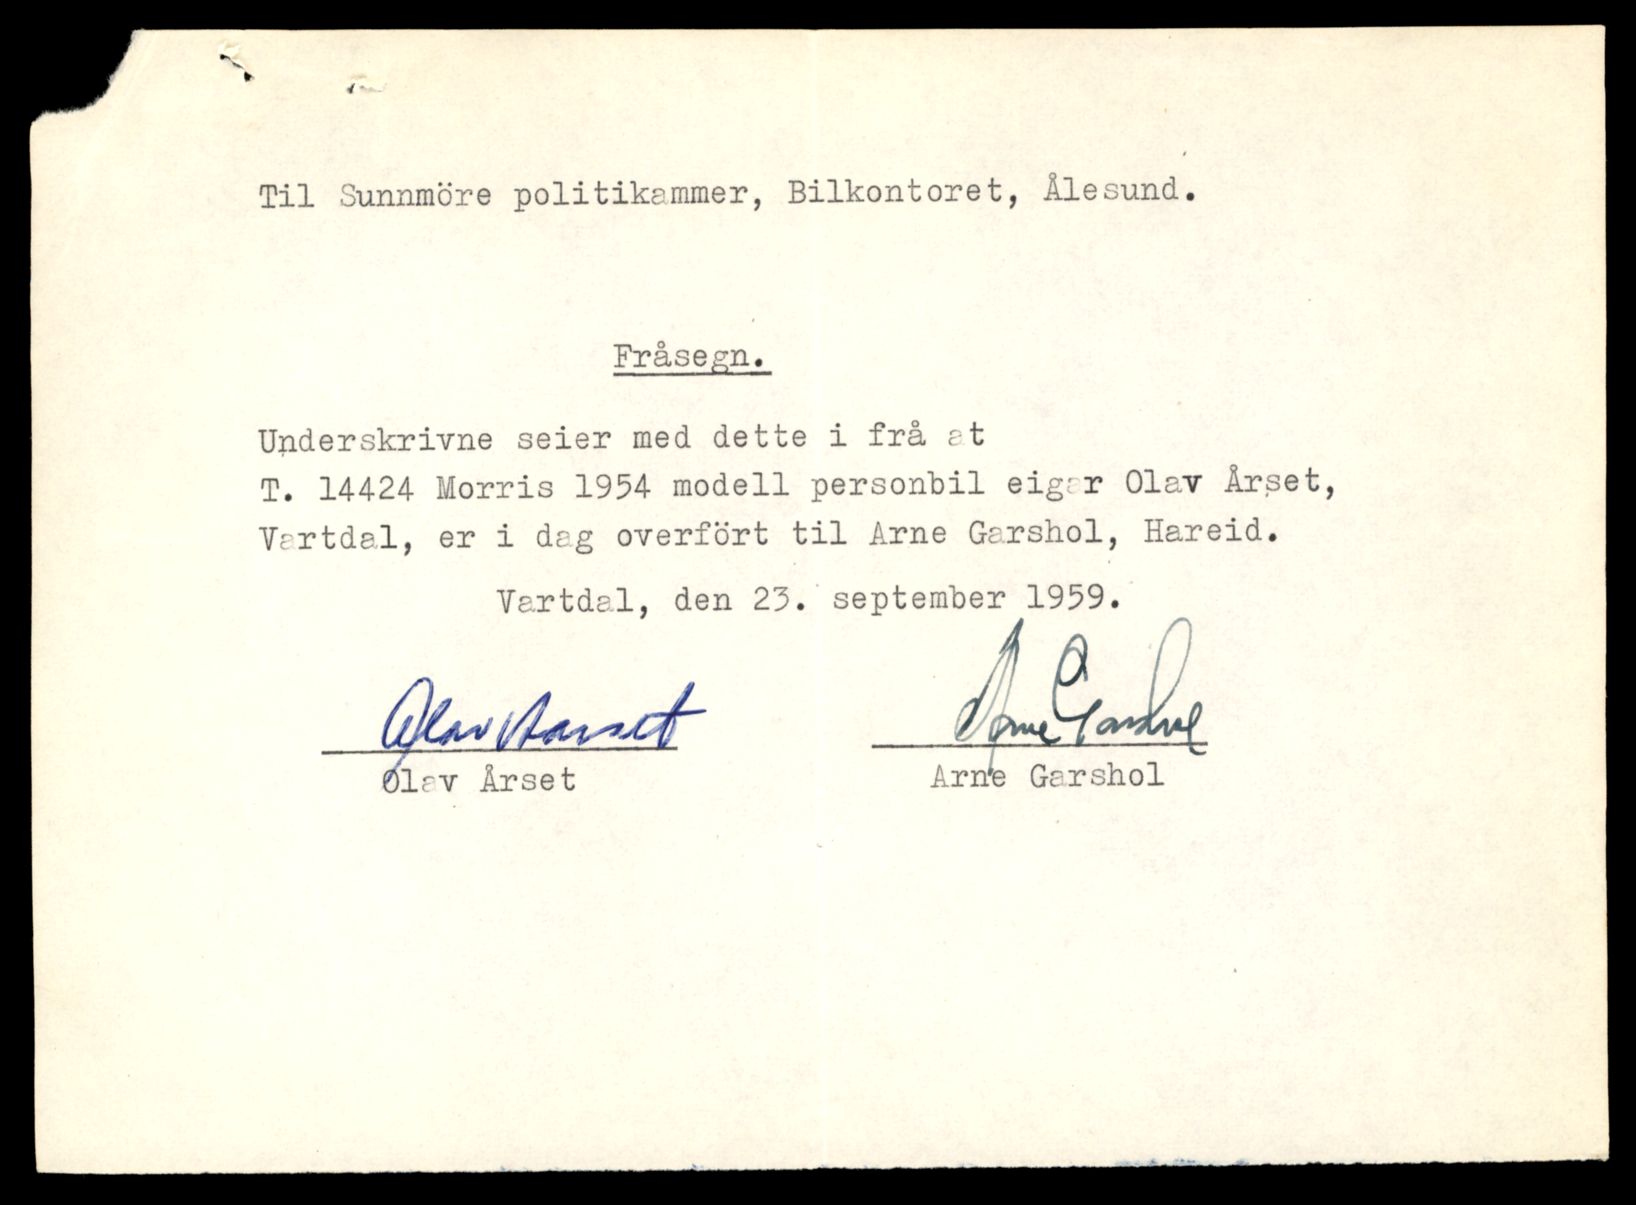 Til Sunnmöre politikammer, Bilkontoret, Ålesund.
Fråsegn.
Underskrivne seier med dette i frå at
T. 14424 Morris 1954 modell personbil eigar Olav Årset,
Vartdal, er i dag overfört til Arne Garshol, Hareid.
Vartdal, den 23. september 1959.
Olav Aarset
Arne Garshol
Olav Årset
Arne Garshol